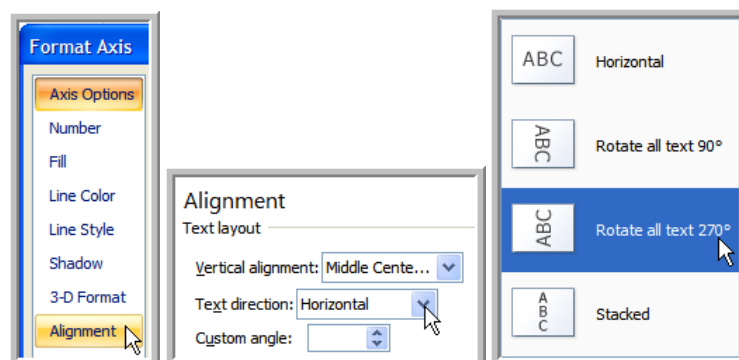 Format Axis
Axis Options
Number
Fill
Line Color
Line Style
Shadow
3-D Format
Alignment
Alignment
Text layout
Vertical alignment: Middle Cente...
Text direction: Horizontal
Custom angle:
ABC Horizontal
ABC Rotate all text 90°
ABC Rotate all text 270°
A
B
C
Stacked